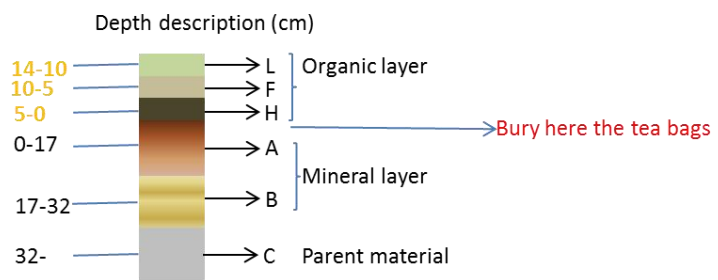 Depth description (cm)
14-10 L Organic layer
10-5 F
5-0 H
Bury here the tea bags
0-17 A
Mineral layer
17-32 B
32- C Parent material